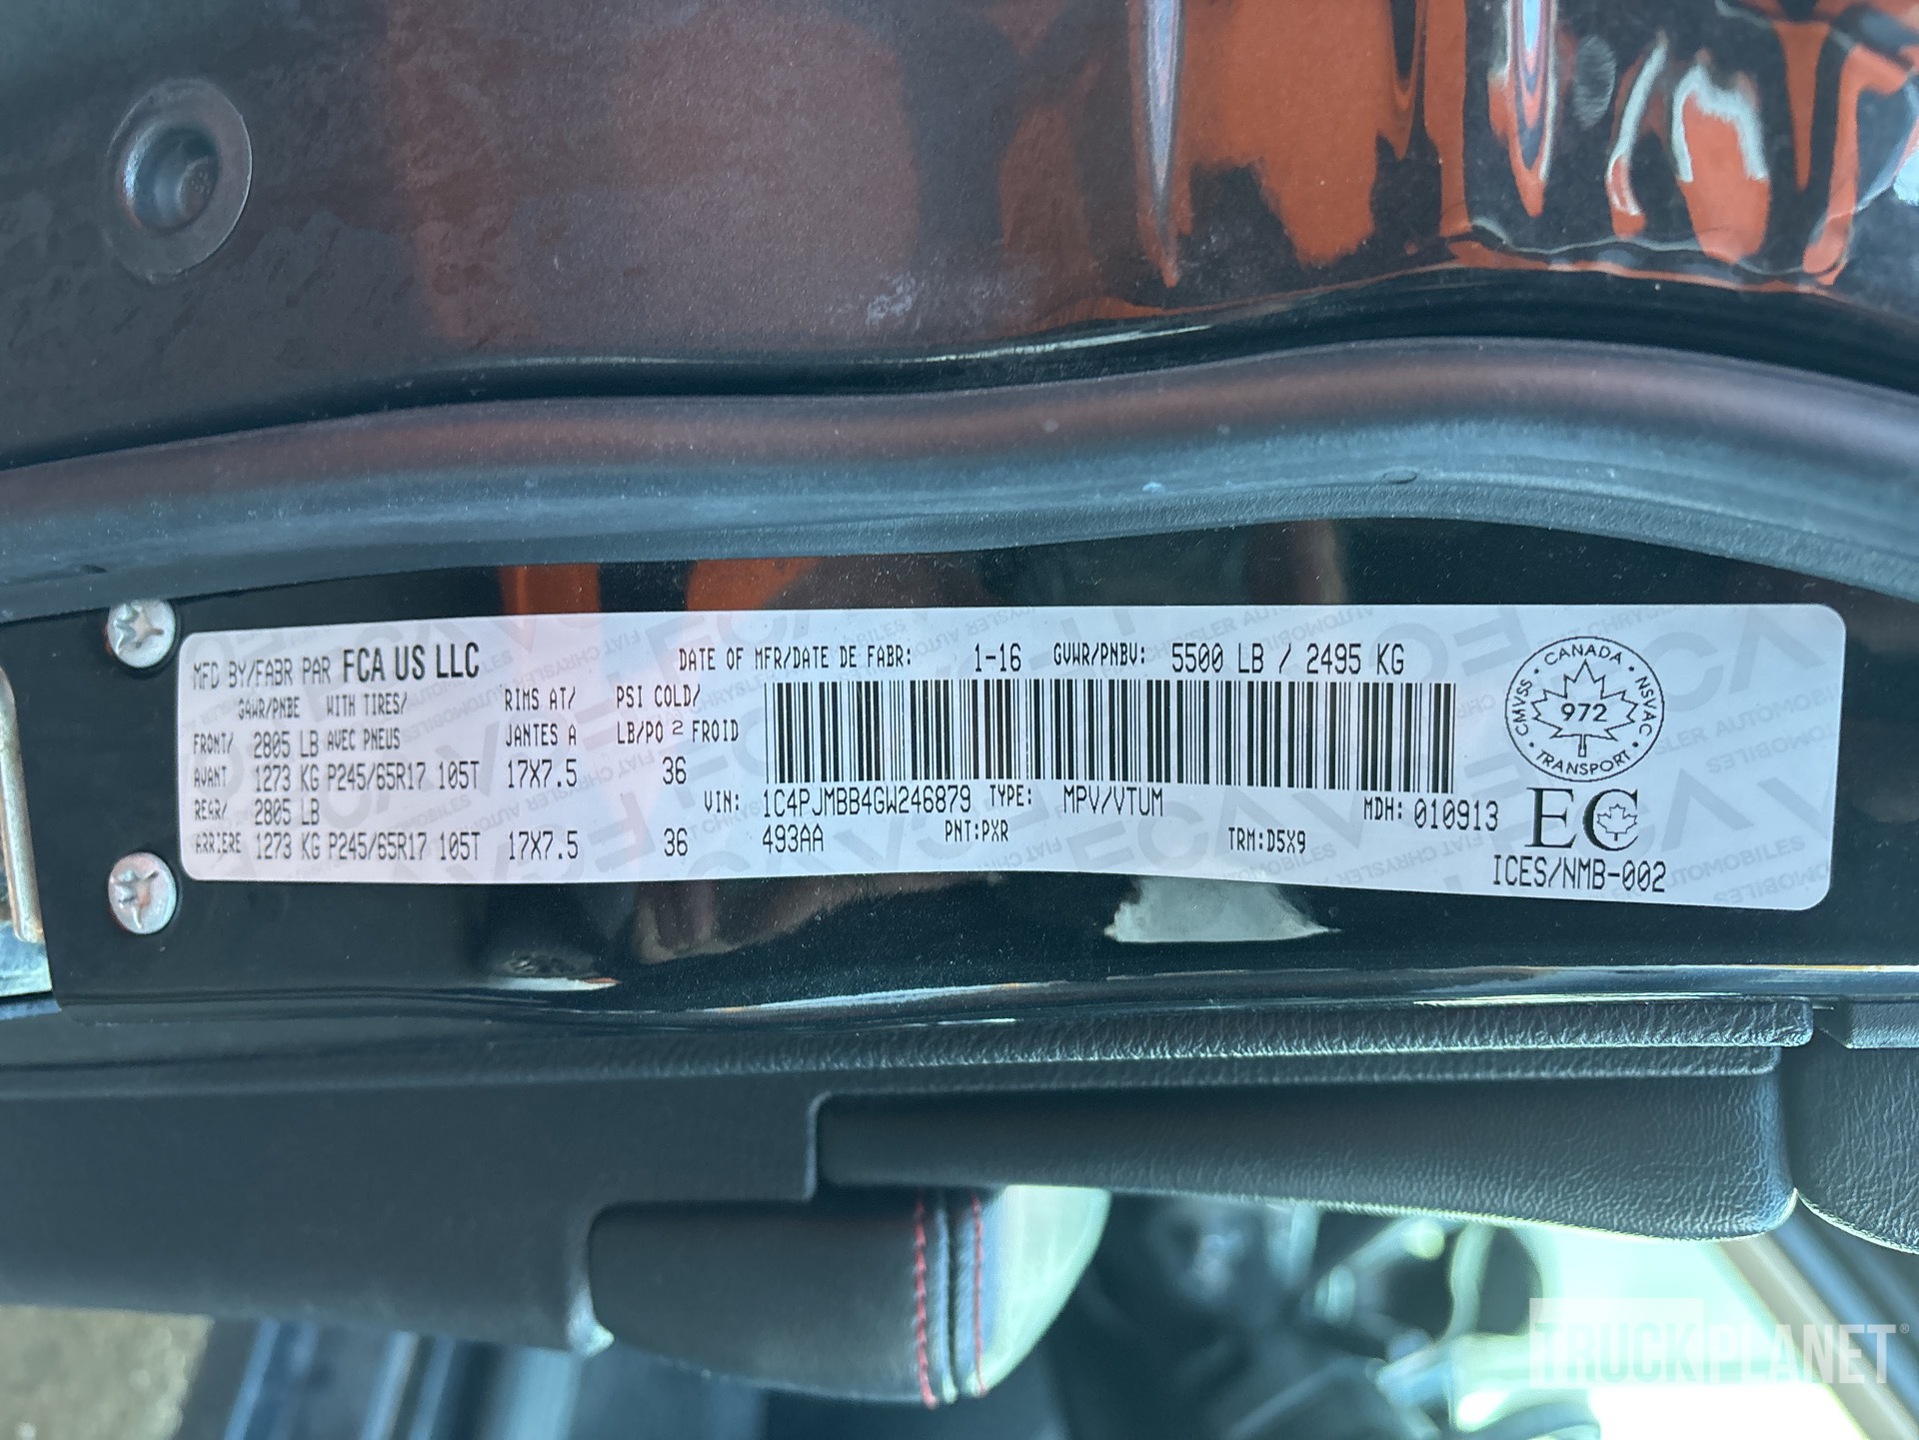 MFD BY/FABR PAR FCA US LLC
DATE OF MFR/DATE DE FABR: 1-16 GVWR/PNBV: 5500 LB / 2495 KG
GAWR/PNBE WITH TIRES/ RIMS AT/ PSI COLD/
FRONT/ 2805 LB AVEC PNEUS JANTES A LB/PO 2 FROID
AVANT 1273 KG P245/65R17 105T 17X7.5 36
REAR/ 2805 LB
ARRIERE 1273 KG P245/65R17 105T 17X7.5 36
VIN: 1C4PJMBB4GW246879 TYPE: MPV/VTUM MDH: 010913
493AA PNT:PXR TRM:D5X9
CANADA
CMVSS 972 NSVAC
TRANSPORT
EC
ICES/NMB-002
TRUCKPLANET®